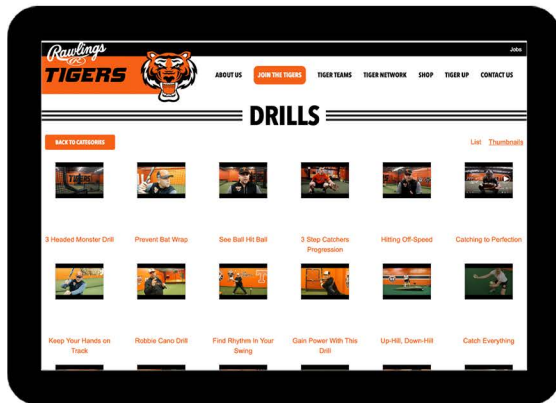 Rawlings
TIGERS
Jobs
ABOUT US JOIN THE TIGERS TIGER TEAMS TIGER NETWORK SHOP TIGER UP CONTACT US
DRILLS
BACK TO CATEGORIES
List Thumbnails
3 Headed Monster Drill Prevent Bat Wrap See Ball Hit Ball 3 Step Catchers Hitting Off-Speed Catching to Perfection
Progression
Keep Your Hands on Robbie Cano Drill Find Rhythm In Your Gain Power With This Up-Hill, Down-Hill Catch Everything
Track Swing Drill